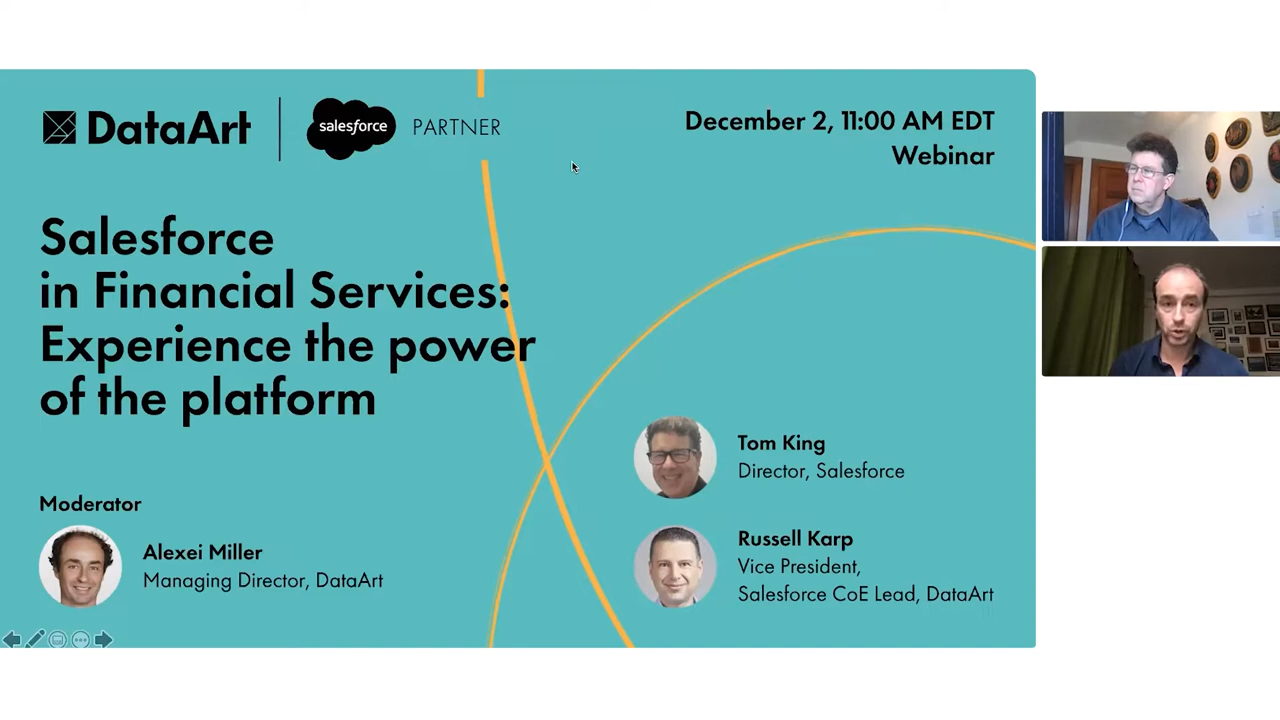 DataArt
salesforce
PARTNER
December 2, 11:00 AM EDT
Webinar
Salesforce
in Financial Services:
Experience the power
of the platform
Moderator
Alexei Miller
Managing Director, DataArt
Tom King
Director, Salesforce
Russell Karp
Vice President,
Salesforce CoE Lead, DataArt